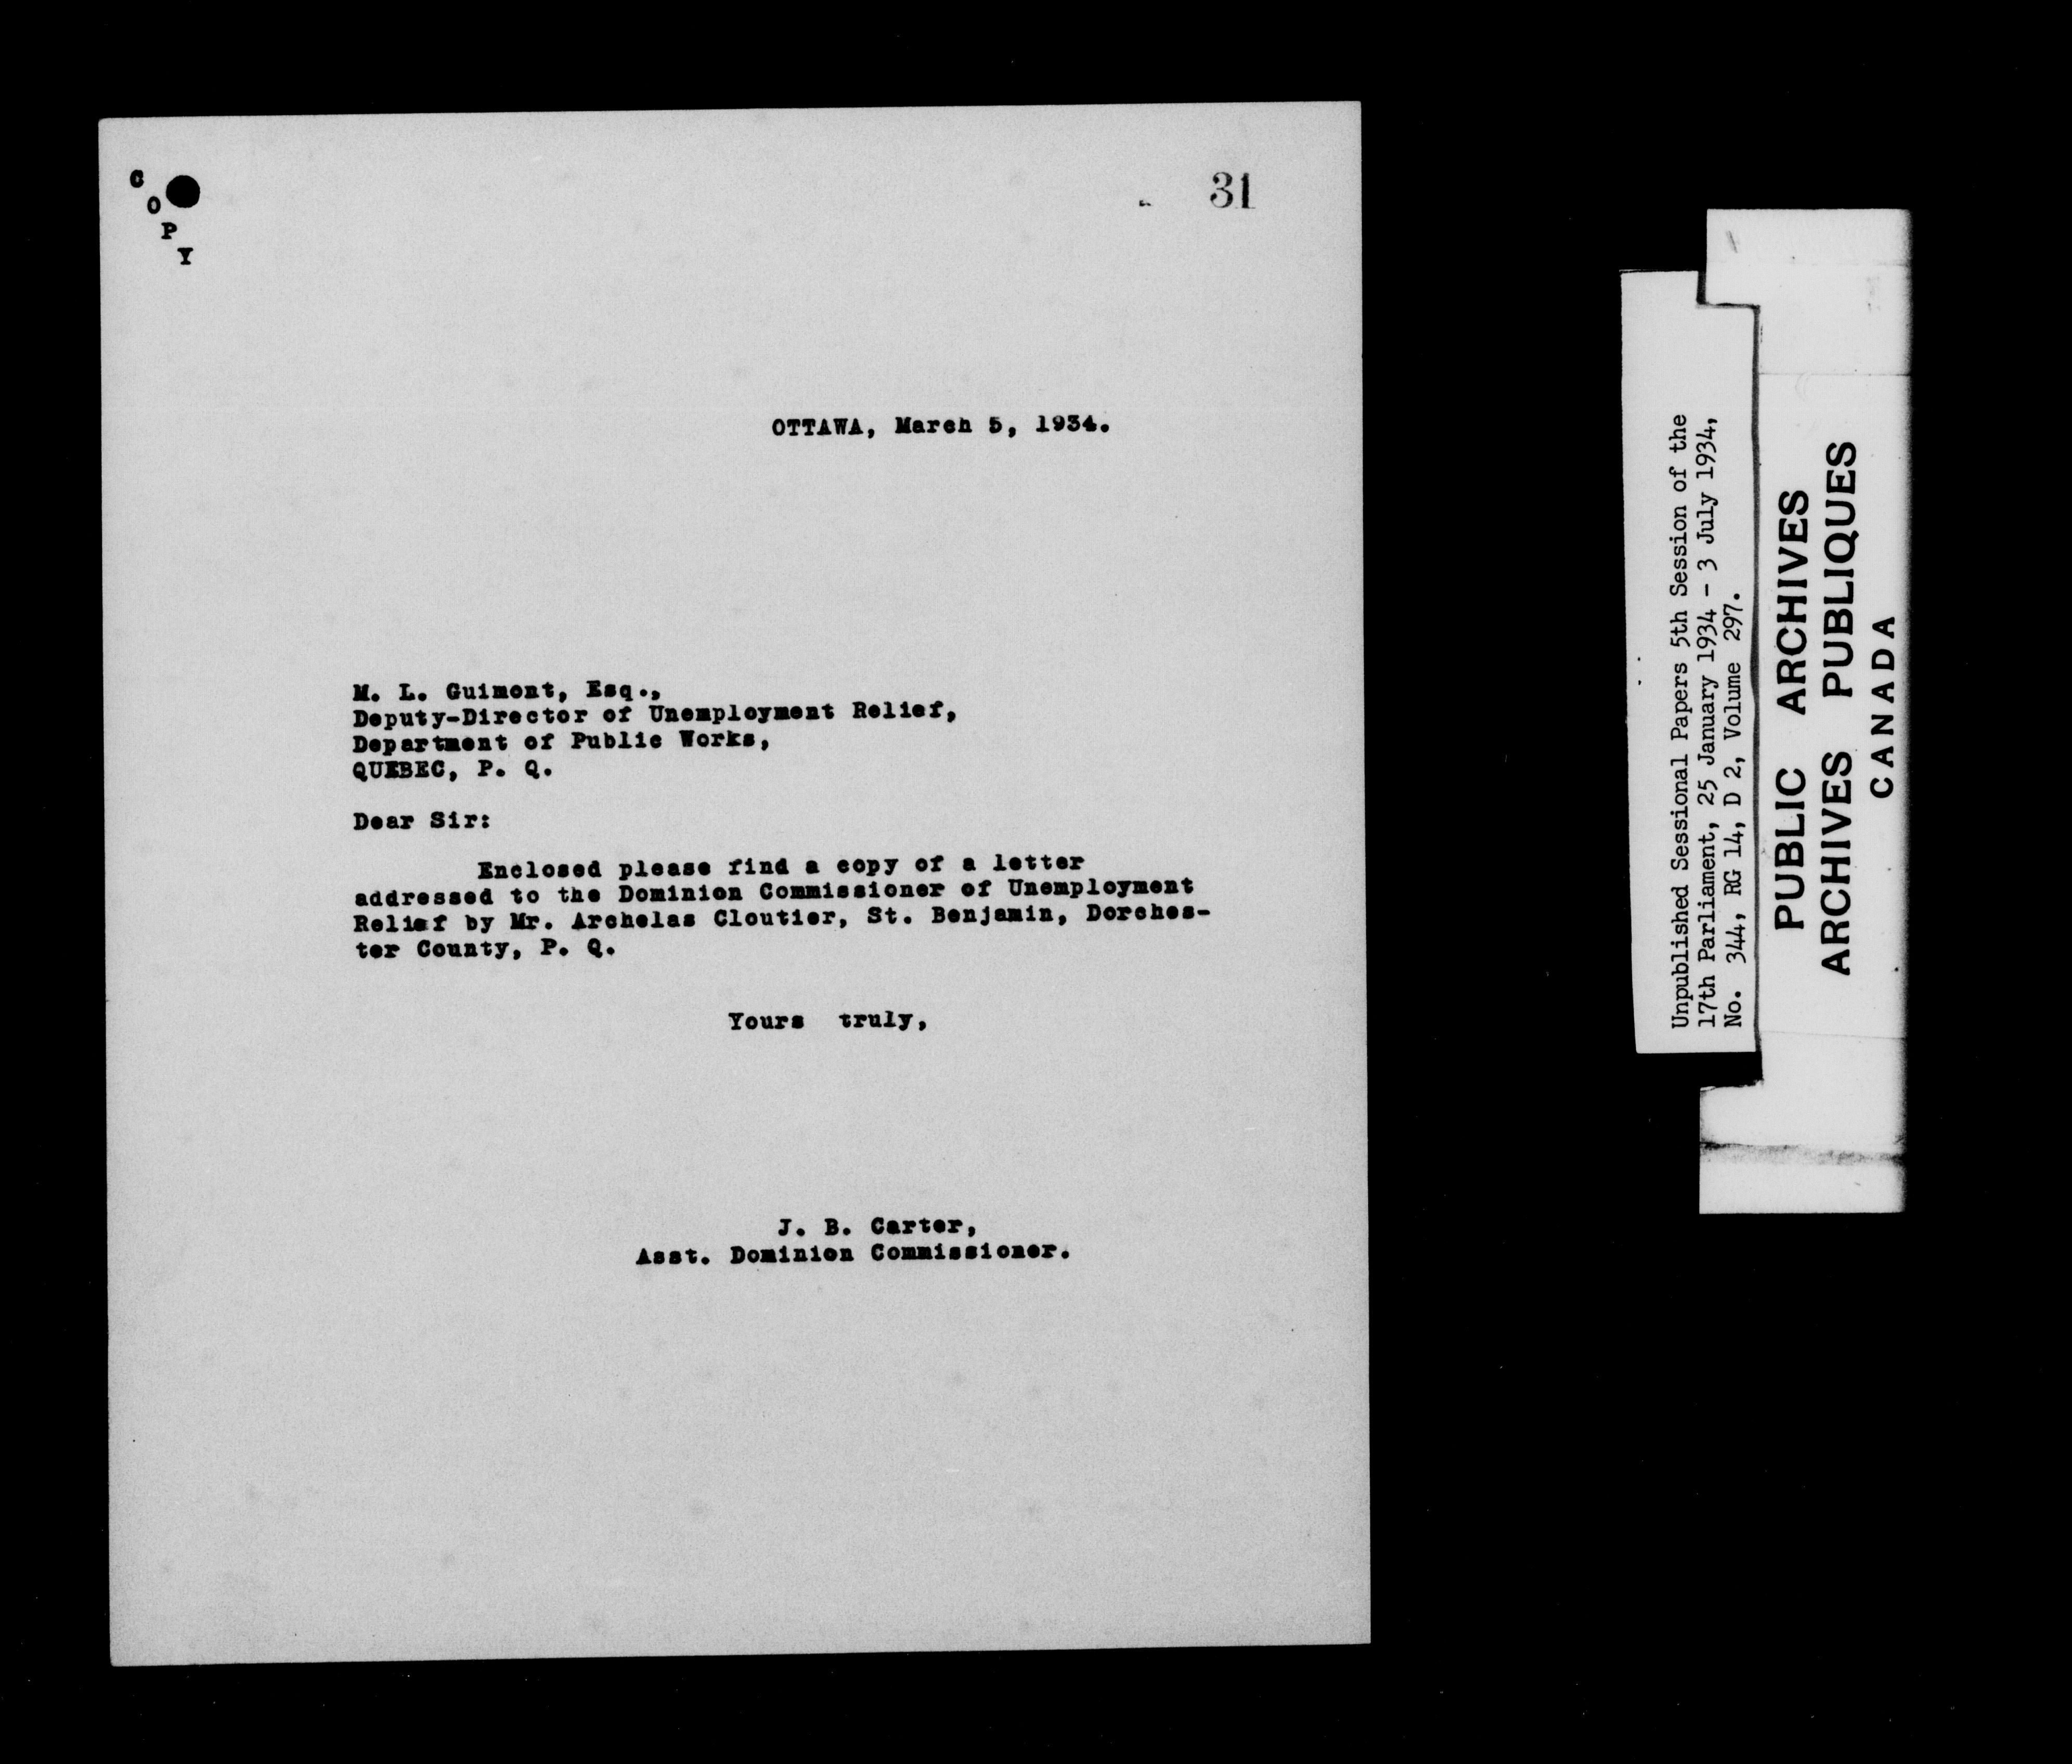 COPY
31
OTTAWA, March 5, 1934.
M. L. Guimont, Esq.,
Deputy-Director of Unemployment Relief,
Department of Public Works,
QUEBEC, P. Q.
Dear Sir:
Enclosed please find a copy of a letter
addressed to the Dominion Commissioner of Unemployment
Relief by Mr. Archelas Cloutier, St. Benjamin, Dorches-
ter County, P. Q.
Yours truly,
J. B. Carter,
Asst. Dominion Commissioner.
Unpublished Sessional Papers 5th Session of the
17th Parliament, 25 January 1934 - 3 July 1934,
No. 344, RG 14, D 2, Volume 297.
PUBLIC ARCHIVES
ARCHIVES PUBLIQUES
CANADA